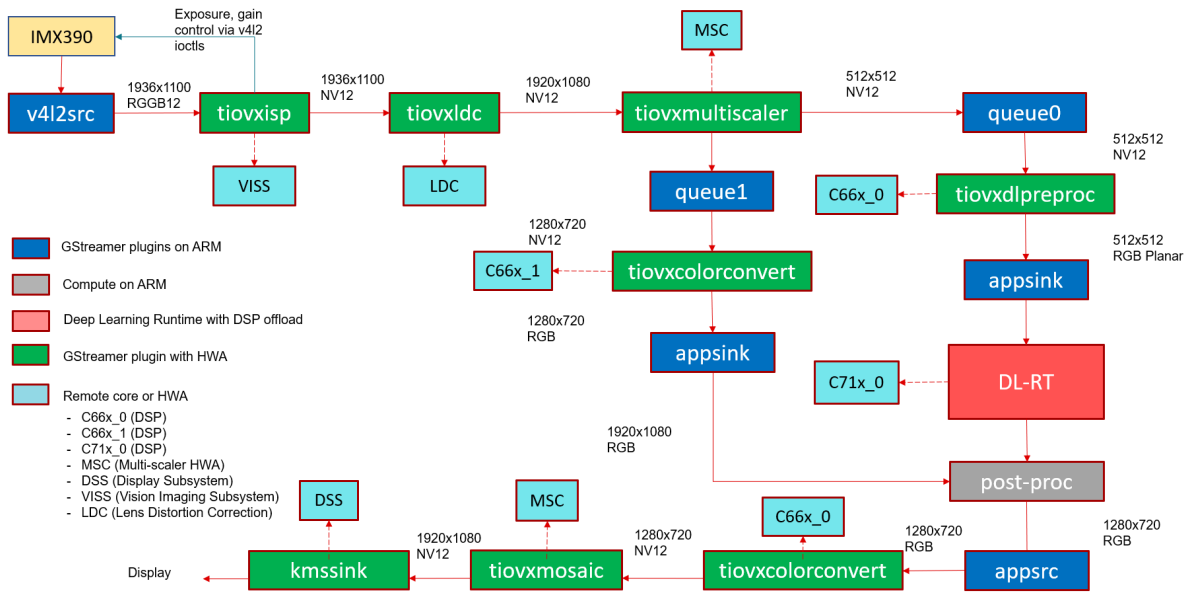 Exposure, gain
control via v4l2
ioctls
IMX390
MSC
1936x1100
RGGB12
1936x1100
NV12
1920x1080
NV12
512x512
NV12
v4l2src
tiovxisp
tiovxldc
tiovxmultiscaler
queue0
512x512
NV12
VISS
LDC
queue1
C66x_0
tiovxdlpreproc
1280x720
NV12
512x512
RGB Planar
GStreamer plugins on ARM
C66x_1
tiovxcolorconvert
appsink
Compute on ARM
1280x720
RGB
Deep Learning Runtime with DSP offload
GStreamer plugin with HWA
appsink
C71x_0
DL-RT
Remote core or HWA
- C66x_0 (DSP)
- C66x_1 (DSP)
- C71x_0 (DSP)
- MSC (Multi-scaler HWA)
- DSS (Display Subsystem)
- VISS (Vision Imaging Subsystem)
- LDC (Lens Distortion Correction)
1920x1080
RGB
post-proc
DSS
MSC
C66x_0
1920x1080
NV12
1280x720
NV12
1280x720
RGB
1280x720
RGB
Display
kmssink
tiovxmosaic
tiovxcolorconvert
appsrc